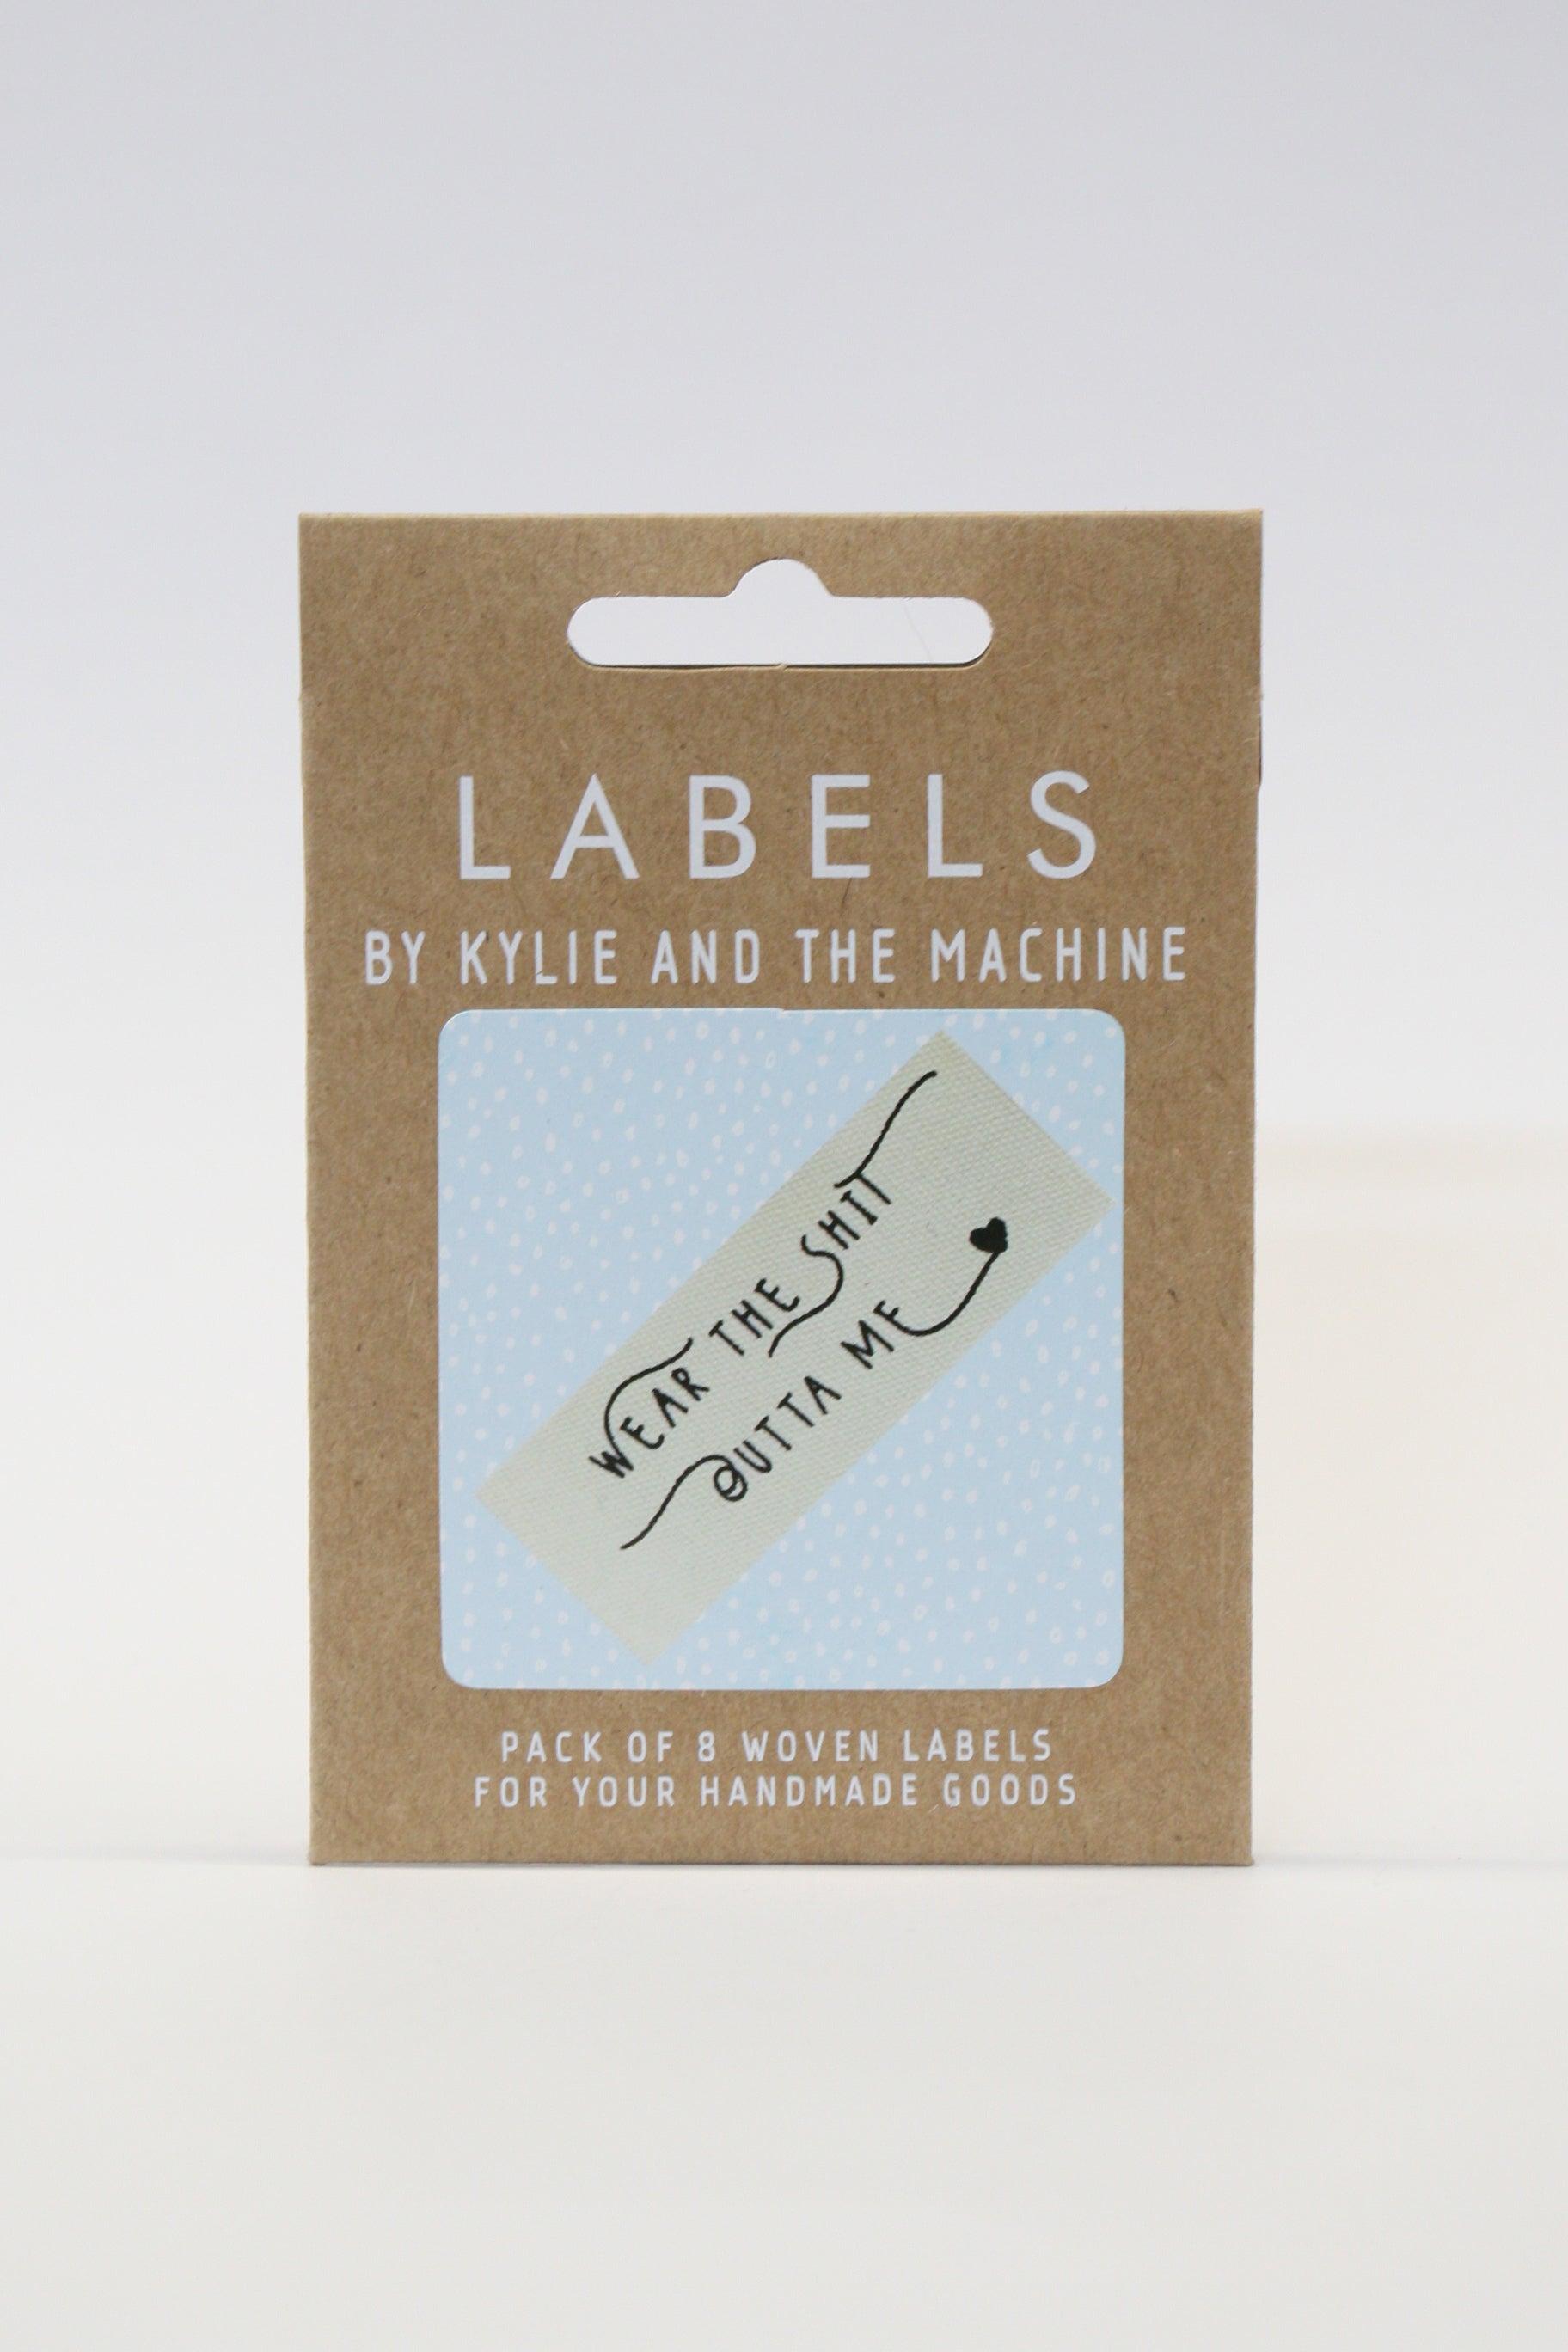 LABELS
BY KYLIE AND THE MACHINE
WEAR THE SHIT
OUTTA ME
PACK OF 8 WOVEN LABELS
FOR YOUR HANDMADE GOODS